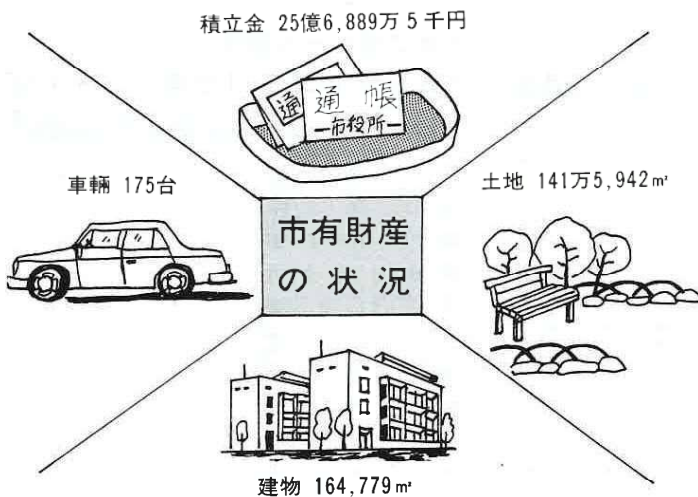 積立金 25億6,889万5千円
通
通帳
―市役所―
車輛 175台
土地 141万5,942㎡
市有財産
の状況
建物 164,779㎡